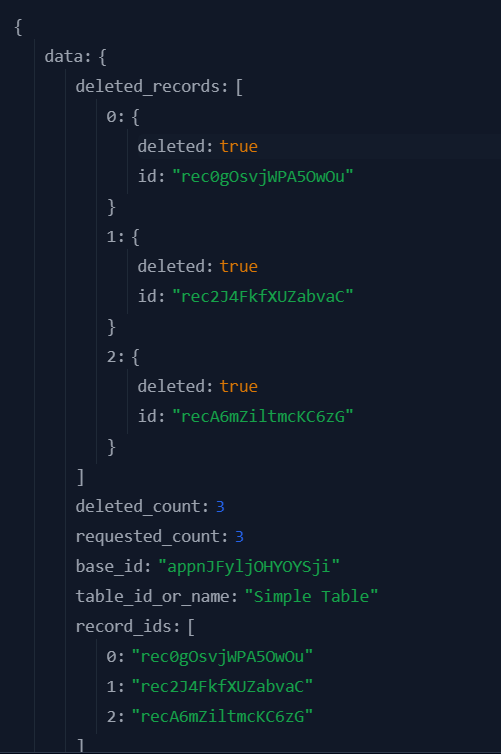 {
data: {
deleted_records: [
0: {
deleted: true
id: "rec0gOsvjWPA5OwOu"
}
1: {
deleted: true
id: "rec2J4FkfXUZabvaC"
}
2: {
deleted: true
id: "recA6mZiltmcKC6zG"
}
]
deleted_count: 3
requested_count: 3
base_id: "appnJFyljOHYOYSji"
table_id_or_name: "Simple Table"
record_ids: [
0: "rec0gOsvjWPA5OwOu"
1: "rec2J4FkfXUZabvaC"
2: "recA6mZiltmcKC6zG"
]